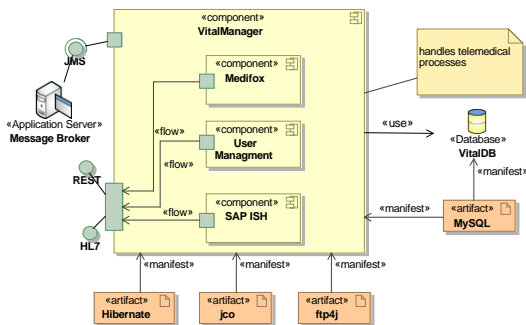 «component»
VitalManager
JMS
«component»
Medifox
handles telemedical
processes
«Application Server»
Message Broker
«flow»
«component»
User
Managment
«use»
«Database»
VitalDB
«flow»
REST
«manifest»
«component»
SAP ISH
«flow»
«manifest»
«artifact»
MySQL
HL7
«manifest»
«manifest»
«manifest»
«artifact»
Hibernate
«artifact»
jco
«artifact»
ftp4j